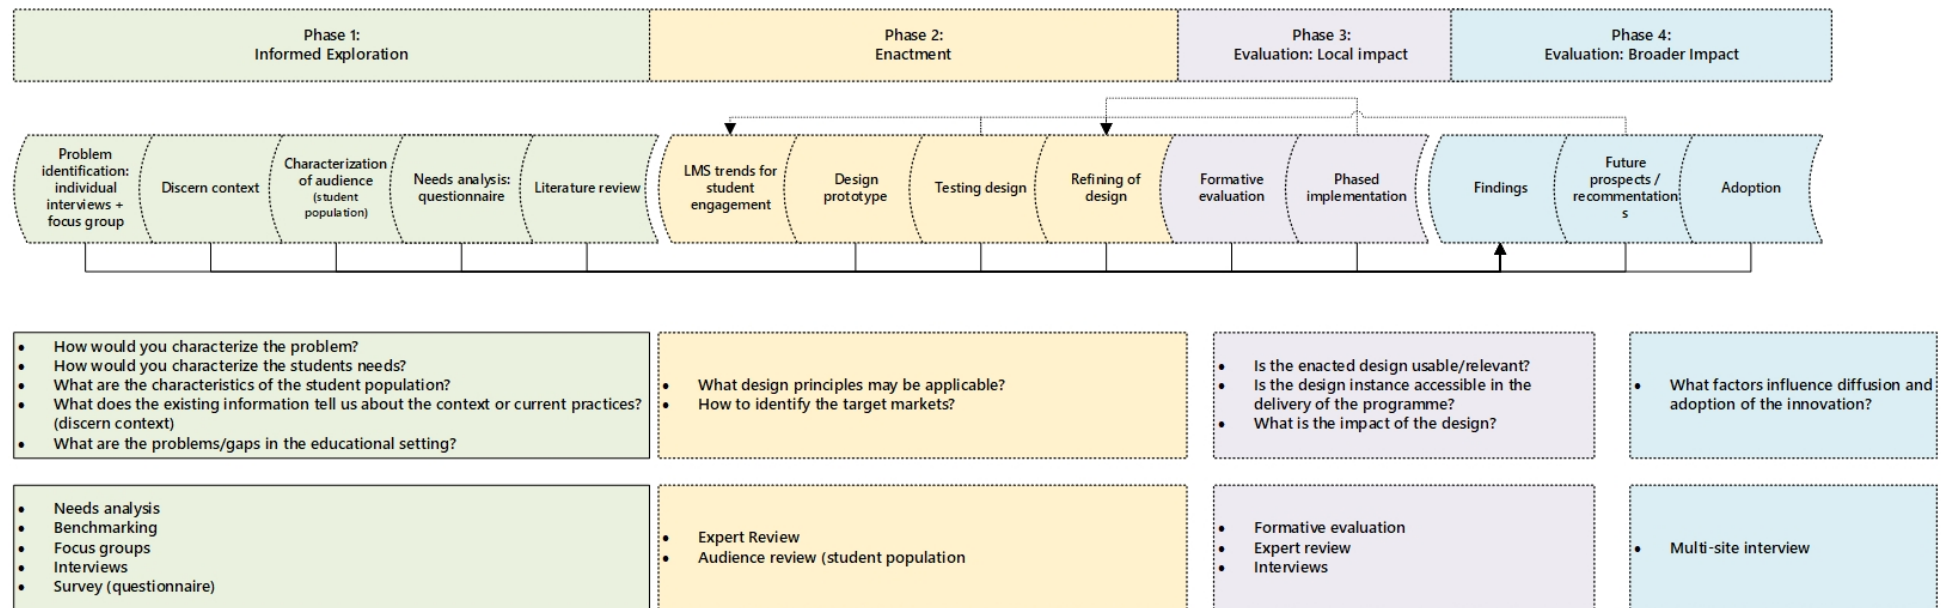 Phase 1:
Informed Exploration
Phase 2:
Enactment
Phase 3:
Evaluation: Local impact
Phase 4:
Evaluation: Broader Impact
Problem
identification:
individual
interviews +
focus group
Discern context
Characterization
of audience
(student
population)
Needs analysis:
questionnaire
Literature review
LMS trends for
student
engagement
Design
prototype
Testing design
Refining of
design
Formative
evaluation
Phased
implementation
Findings
Future
prospects /
recommentation
s
Adoption
• How would you characterize the problem?
• How would you characterize the students needs?
• What are the characteristics of the student population?
• What does the existing information tell us about the context or current practices?
(discern context)
• What are the problems/gaps in the educational setting?
• What design principles may be applicable?
• How to identify the target markets?
• Is the enacted design usable/relevant?
• Is the design instance accessible in the
delivery of the programme?
• What is the impact of the design?
• What factors influence diffusion and
adoption of the innovation?
• Needs analysis
• Benchmarking
• Focus groups
• Interviews
• Survey (questionnaire)
• Expert Review
• Audience review (student population
• Formative evaluation
• Expert review
• Interviews
• Multi-site interview